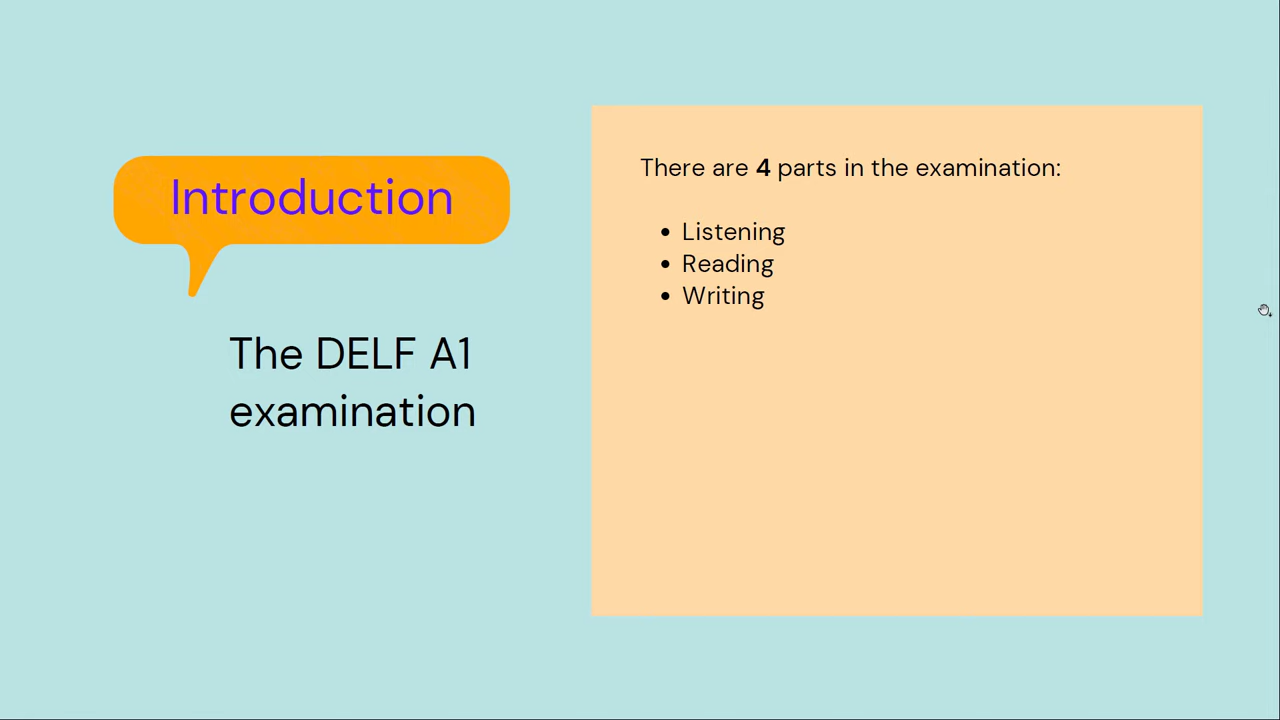 Introduction
The DELF A1
examination
There are 4 parts in the examination:
• Listening
• Reading
• Writing